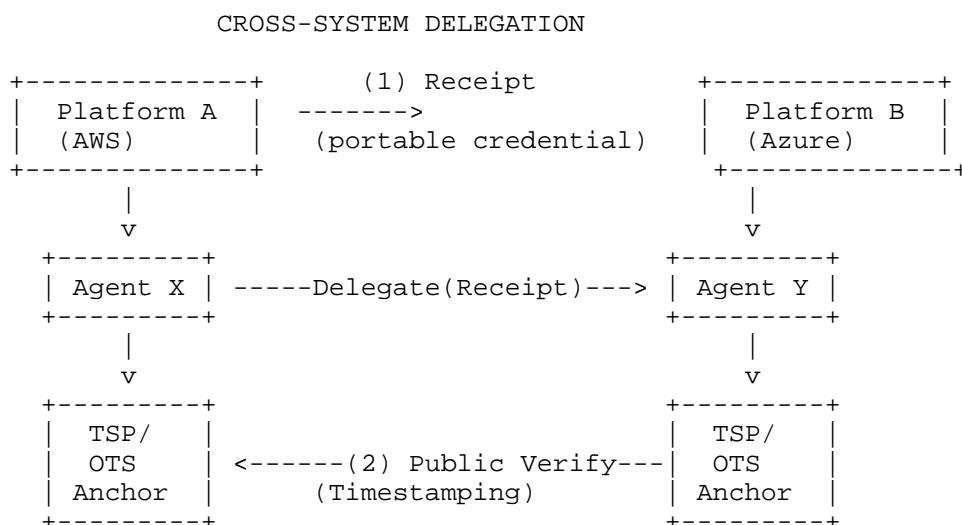 CROSS-SYSTEM DELEGATION
+--------------+      (1) Receipt          +--------------+
|  Platform A  |  ------->                 |  Platform B  |
|  (AWS)       |   (portable credential)   |  (Azure)     |
+--------------+                            +--------------+
       |                                      |
       v                                      v
  +---------+                            +---------+
  | Agent X | -----Delegate(Receipt)---> | Agent Y |
  +---------+                            +---------+
       |                                      |
       v                                      v
  +---------+                            +---------+
  |  TSP/   |                            |  TSP/   |
  |  OTS    | <------(2) Public Verify---|  OTS    |
  | Anchor  |      (Timestamping)        | Anchor  |
  +---------+                            +---------+